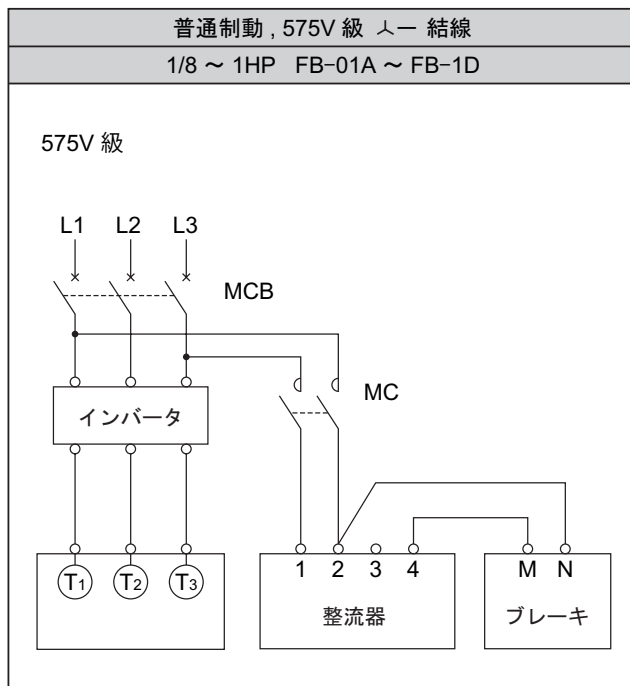 普通制動 , 575V 級 人ー 結線
1/8 ～ 1HP FB-01A ～ FB-1D
575V 級
L1 L2 L3
MCB
MC
インバータ
T1 T2 T3
1 2 3 4
整流器
M N
ブレーキ